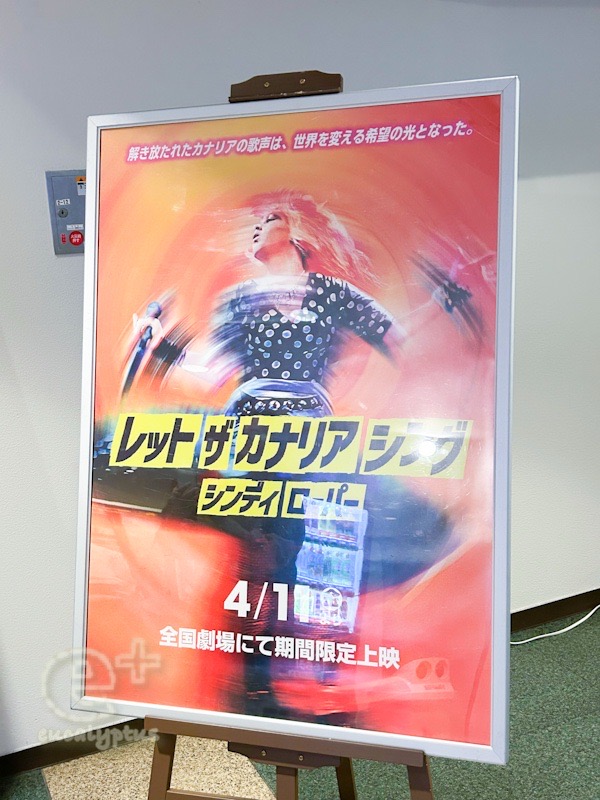 解き放たれたカナリアの歌声は、世界を変える希望の光となった。
レット ザ カナリア シング
シンディ ローパー
4/11
全国劇場にて期間限定上映
e+
eucalyptus